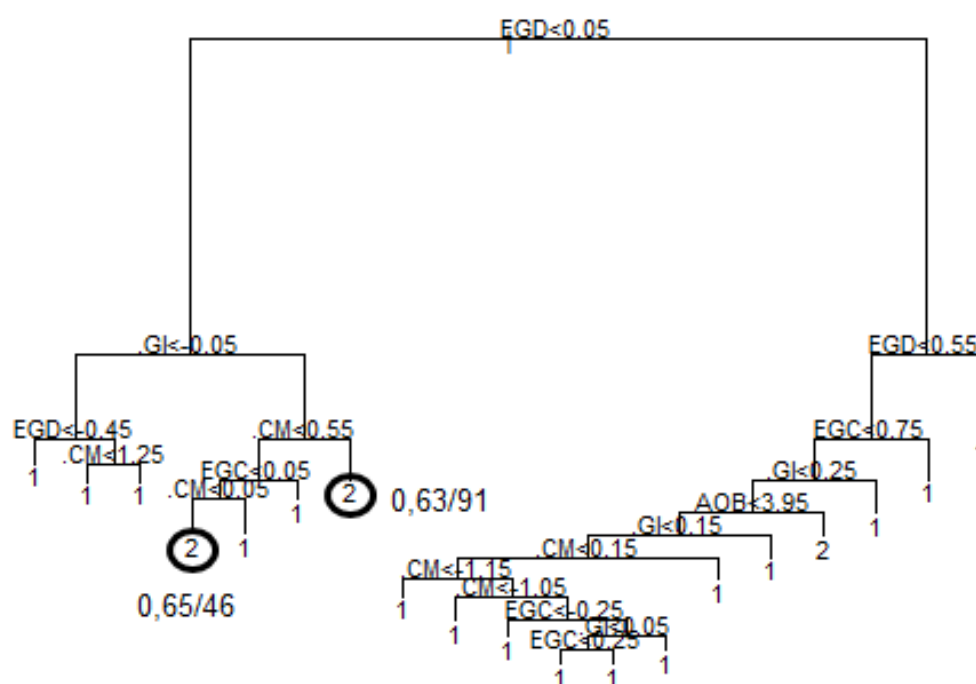 EGD<0.05
1
.GI<-0.05
EGD<0.55
EGD<-0.45
.CM<0.55
EGC<0.75
1
.CM<1.25
1
1
EGC<0.05
2
0,63/91
.GI<0.25
1
.CM<0.05
1
AOB<3.95
1
2
1
.GI<0.15
2
0,65/46
.CM<0.15
1
CM<-1.15
1
1
CM<-1.05
1
EGC<-0.25
1
GI<0.05
EGC<0.25
1
1
1